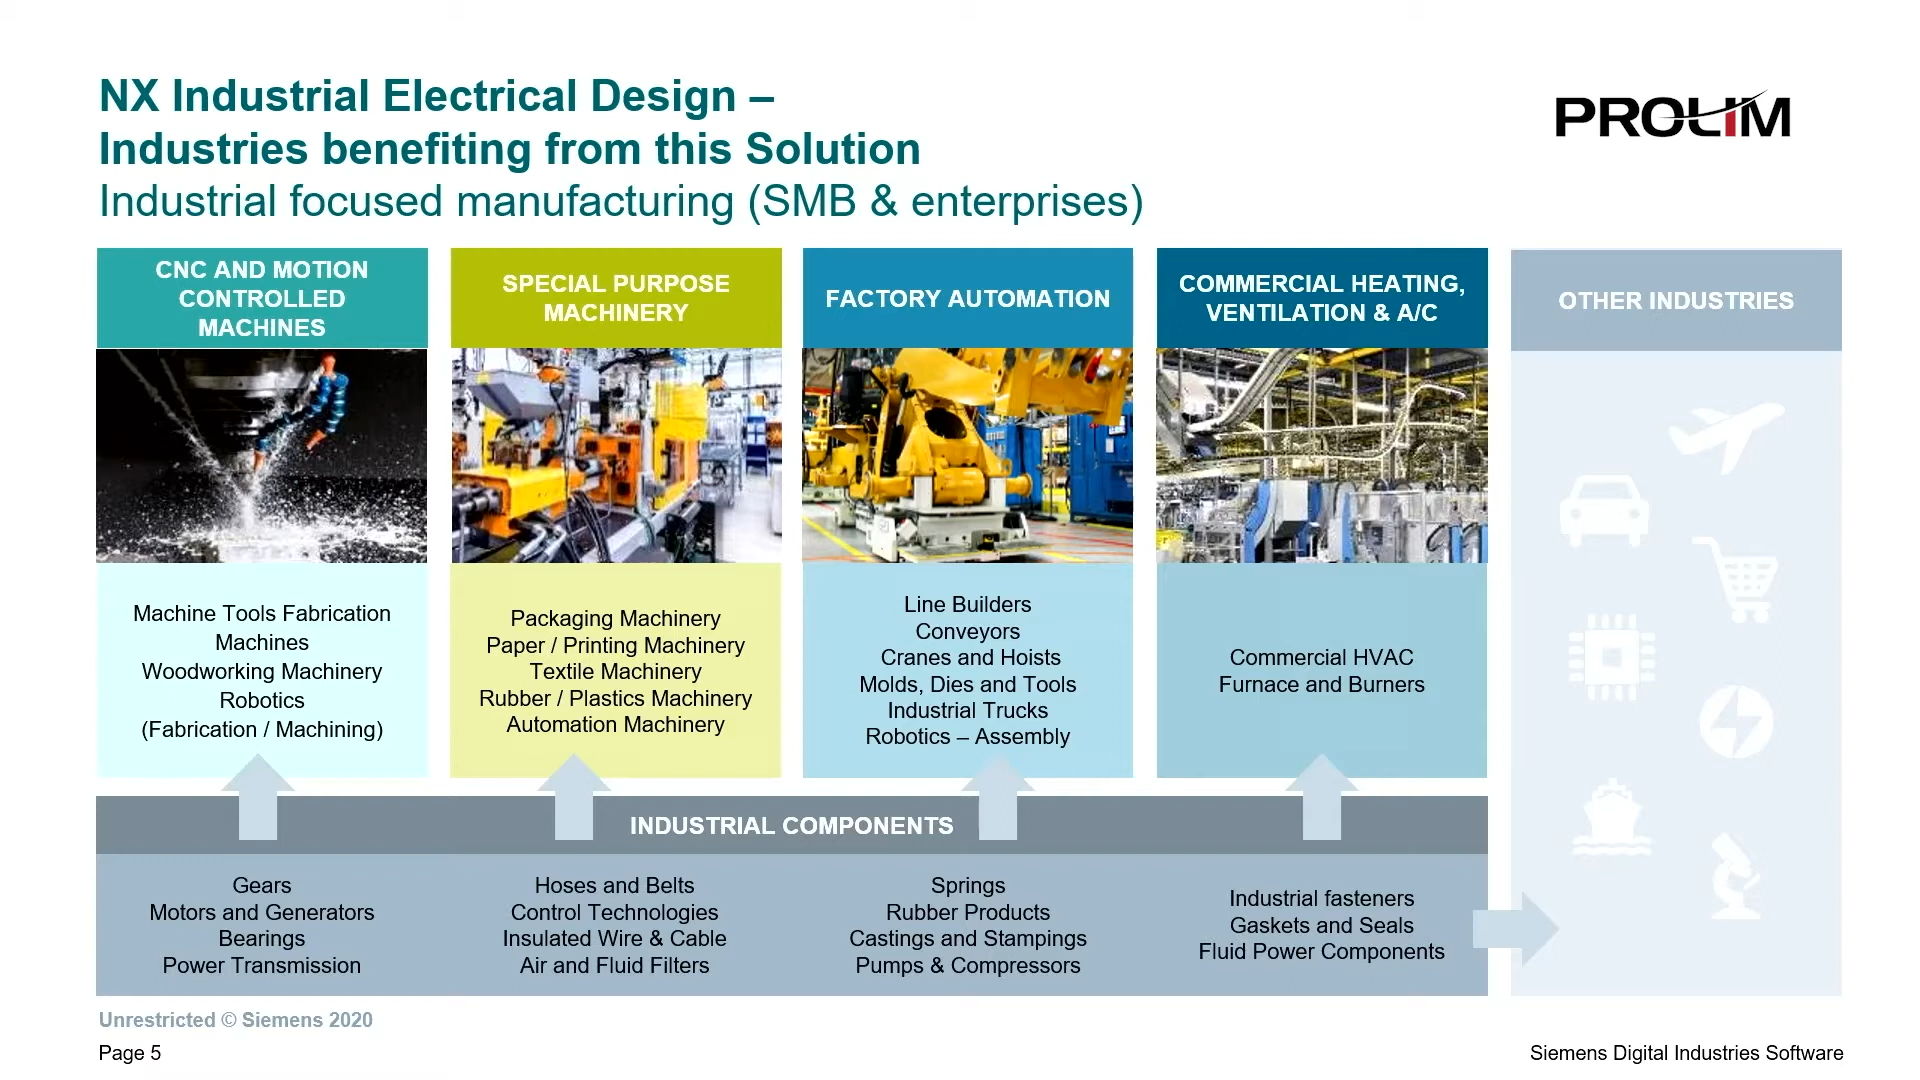 NX Industrial Electrical Design –
Industries benefiting from this Solution
Industrial focused manufacturing (SMB & enterprises)
PROLIM
CNC AND MOTION
CONTROLLED
MACHINES
Machine Tools Fabrication
Machines
Woodworking Machinery
Robotics
(Fabrication / Machining)
SPECIAL PURPOSE
MACHINERY
Packaging Machinery
Paper / Printing Machinery
Textile Machinery
Rubber / Plastics Machinery
Automation Machinery
FACTORY AUTOMATION
Line Builders
Conveyors
Cranes and Hoists
Molds, Dies and Tools
Industrial Trucks
Robotics – Assembly
COMMERCIAL HEATING,
VENTILATION & A/C
Commercial HVAC
Furnace and Burners
OTHER INDUSTRIES
INDUSTRIAL COMPONENTS
Gears
Motors and Generators
Bearings
Power Transmission
Hoses and Belts
Control Technologies
Insulated Wire & Cable
Air and Fluid Filters
Springs
Rubber Products
Castings and Stampings
Pumps & Compressors
Industrial fasteners
Gaskets and Seals
Fluid Power Components
Unrestricted © Siemens 2020
Page 5
Siemens Digital Industries Software